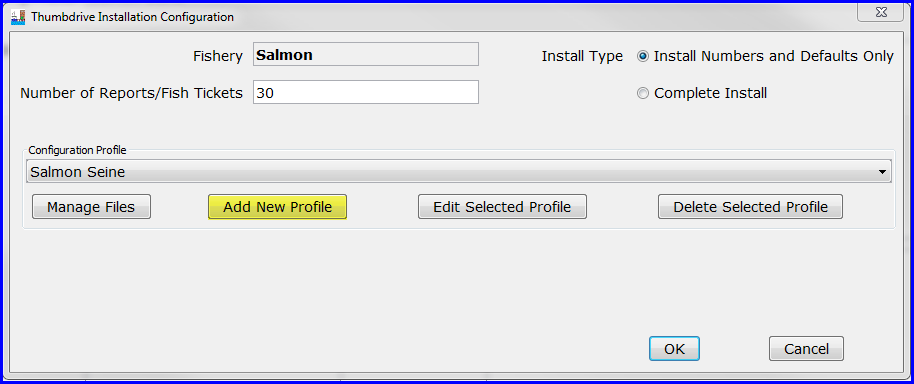 Thumbdrive Installation Configuration
Fishery Salmon Install Type Install Numbers and Defaults Only
Number of Reports/Fish Tickets 30 Complete Install
Configuration Profile
Salmon Seine
Manage Files Add New Profile Edit Selected Profile Delete Selected Profile
OK Cancel